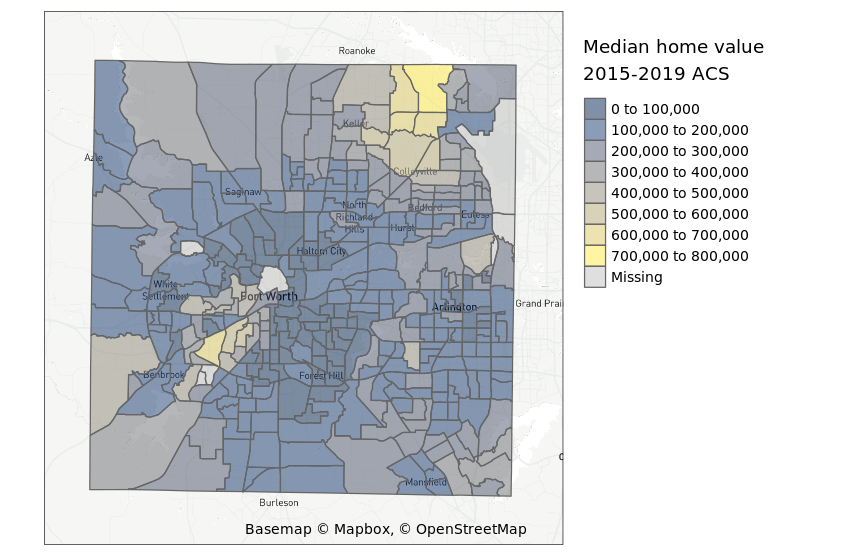 Roanoke
Keller
Azle
Colleyville
Saginaw
North
Richland
Hills
Bedford
Euless
Hurst
Haltom City
White
Settlement
Fort Worth
Arlington
Grand Prai
Benbrook
Forest Hill
Mansfield
Burleson
Basemap © Mapbox, © OpenStreetMap
Median home value
2015-2019 ACS
0 to 100,000
100,000 to 200,000
200,000 to 300,000
300,000 to 400,000
400,000 to 500,000
500,000 to 600,000
600,000 to 700,000
700,000 to 800,000
Missing